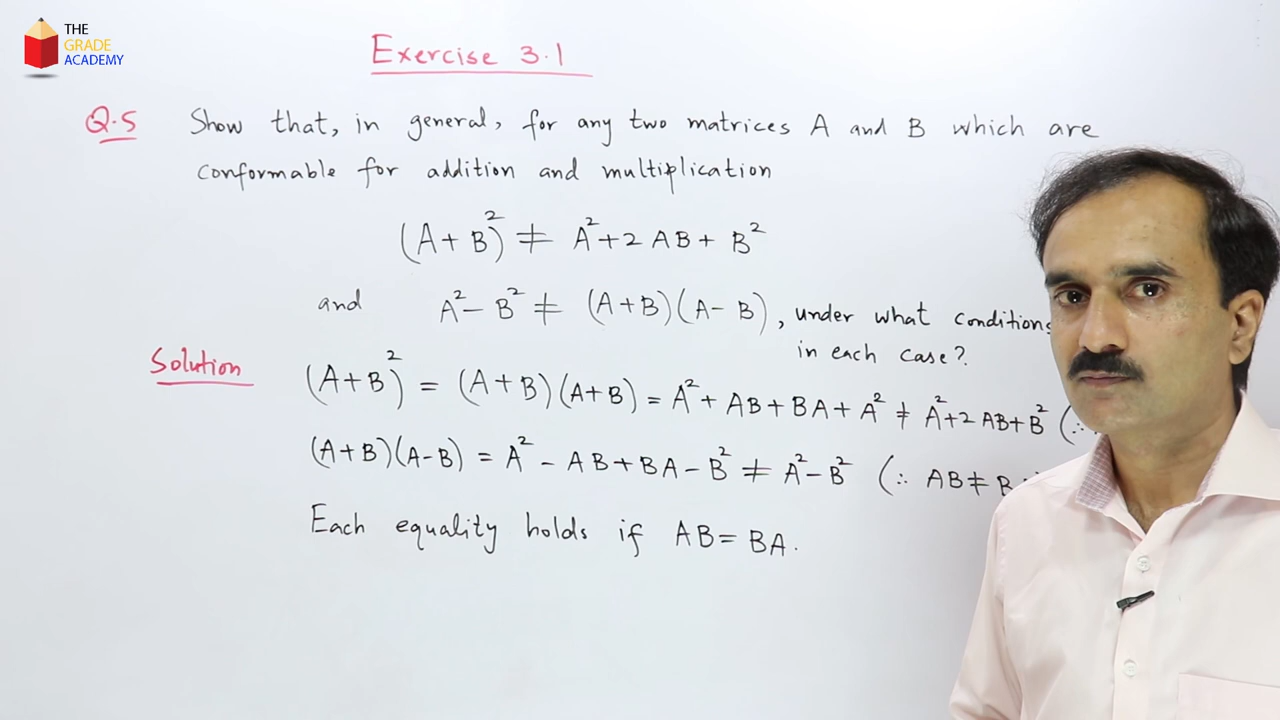 THE
GRADE
ACADEMY
Exercise 3.1
Q.5 Show that, in general, for any two matrices A and B which are
conformable for addition and multiplication
(A+B)² ≠ A²+2AB+B²
and A²-B² ≠ (A+B)(A-B), under what conditions
in each case?
Solution
(A+B)² = (A+B)(A+B) = A²+AB+BA+A² ≠ A²+2AB+B² (∵
(A+B)(A-B) = A²-AB+BA-B² ≠ A²-B² (∴ AB≠B
Each equality holds if AB=BA.